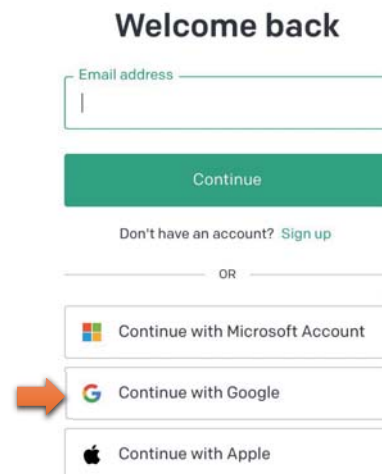 Welcome back
Email address
Continue
Don't have an account? Sign up
OR
Continue with Microsoft Account
Continue with Google
Continue with Apple